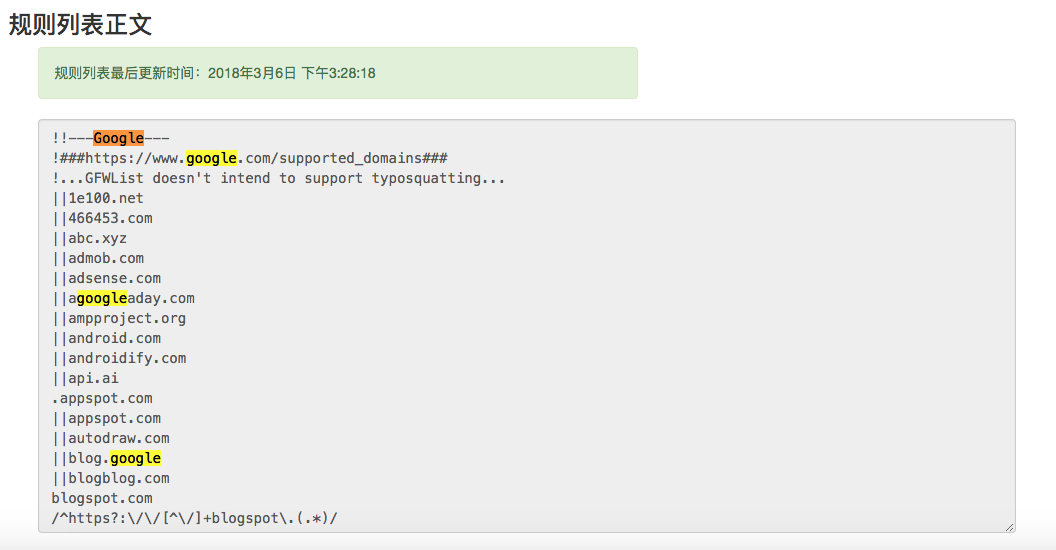 规则列表正文
规则列表最后更新时间：2018年3月6日 下午3:28:18
!!---Google---
!###https://www.google.com/supported_domains###
!...GFWList doesn't intend to support typosquatting...
||1e100.net
||466453.com
||abc.xyz
||admob.com
||adsense.com
||agoogleaday.com
||ampproject.org
||android.com
||androidify.com
||api.ai
.appspot.com
||appspot.com
||autodraw.com
||blog.google
||blogblog.com
blogspot.com
/^https?:\/\/[^\/]+blogspot\.(.*)/